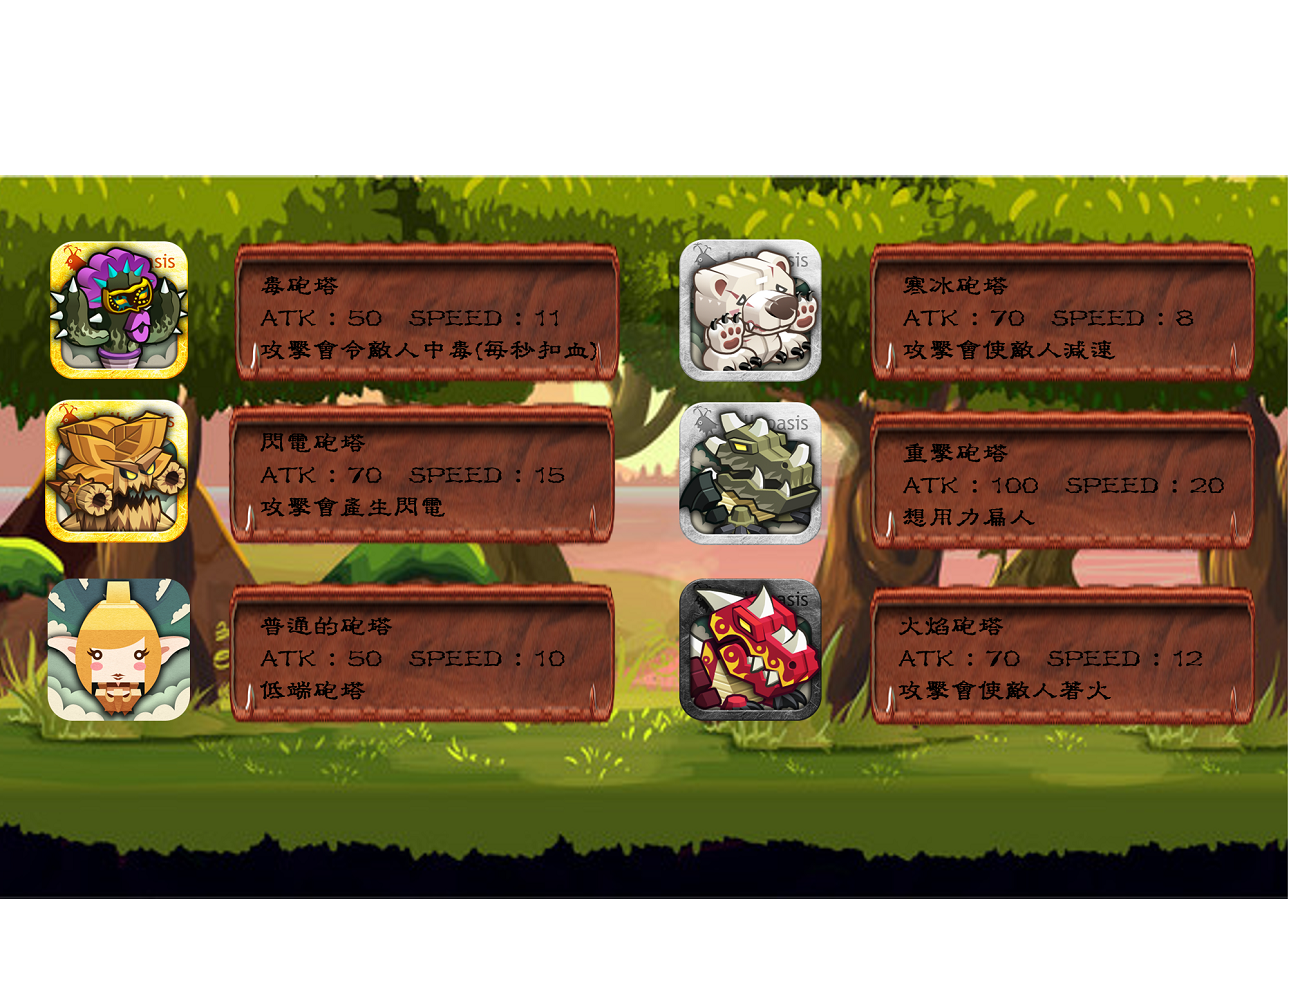 毒砲塔
ATK：50 SPEED：11
攻擊會令敵人中毒(每秒扣血)
寒冰砲塔
ATK：70 SPEED：8
攻擊會使敵人減速
閃電砲塔
ATK：70 SPEED：15
攻擊會產生閃電
重擊砲塔
ATK：100 SPEED：20
想用力扁人
普通的砲塔
ATK：50 SPEED：10
低端砲塔
火焰砲塔
ATK：70 SPEED：12
攻擊會使敵人著火